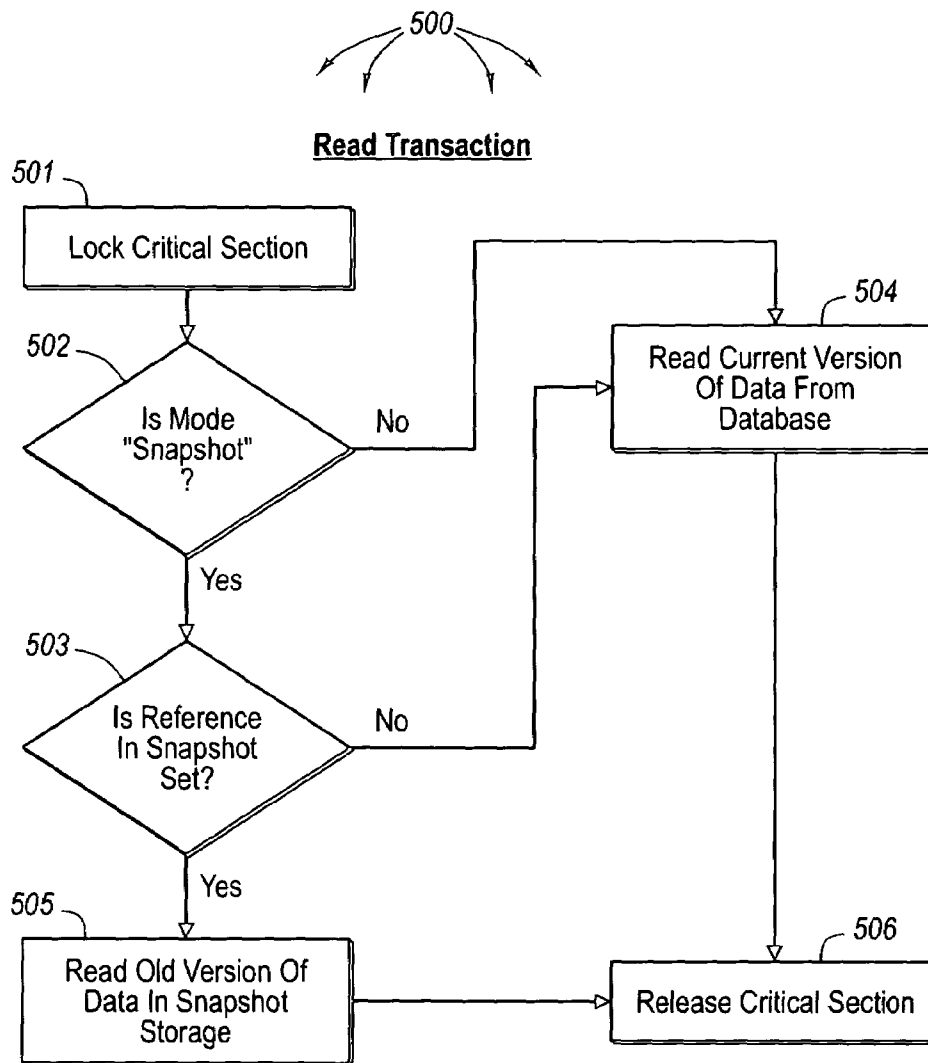 500
Read Transaction
501
Lock Critical Section
502
Is Mode
"Snapshot"
?
No
Yes
503
Is Reference
In Snapshot
Set?
No
Yes
504
Read Current Version
Of Data From
Database
505
Read Old Version Of
Data In Snapshot
Storage
506
Release Critical Section